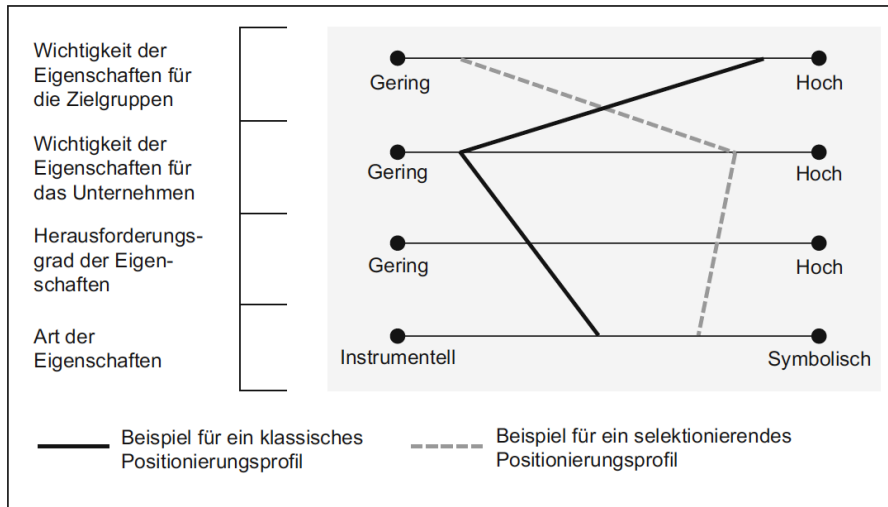 Wichtigkeit der
Eigenschaften für
die Zielgruppen
Gering
Hoch
Wichtigkeit der
Eigenschaften für
das Unternehmen
Gering
Hoch
Herausforderungs-
grad der Eigen-
schaften
Gering
Hoch
Art der
Eigenschaften
Instrumentell
Symbolisch
Beispiel für ein klassisches
Positionierungsprofil
Beispiel für ein selektionierendes
Positionierungsprofil